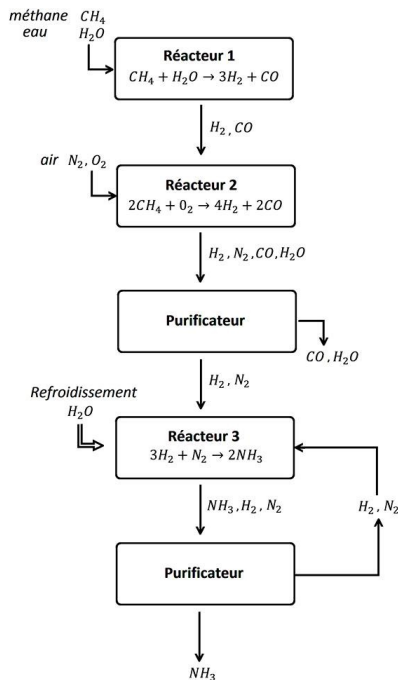 méthane CH₄
eau H₂O
Réacteur 1
CH₄ + H₂O → 3H₂ + CO
H₂, CO
air N₂, O₂
Réacteur 2
2CH₄ + 0₂ → 4H₂ + 2CO
H₂, N₂, CO, H₂O
Purificateur
CO, H₂O
H₂, N₂
Refroidissement
H₂O
Réacteur 3
3H₂ + N₂ → 2NH₃
NH₃, H₂, N₂
H₂, N₂
Purificateur
NH₃